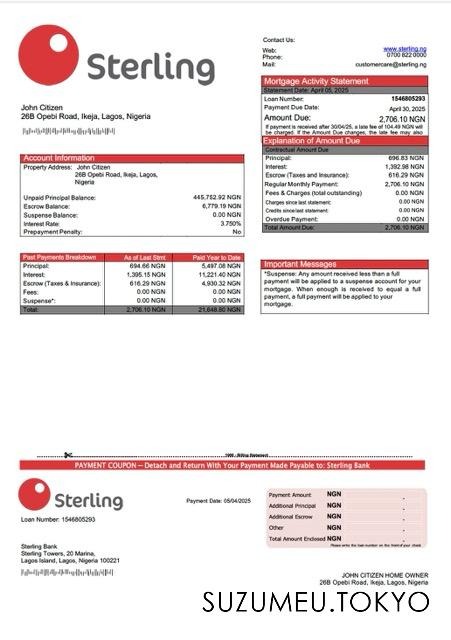 Sterling
Contact Us:
Web: www.sterling.ng
Phone: 0700 822 0000
Mail: customercare@sterling.ng
John Citizen
26B Opebi Road, Ikeja, Lagos, Nigeria
Mortgage Activity Statement
Statement Date: April 05, 2025
Loan Number: 1546805293
Payment Due Date: April 30, 2025
Amount Due: 2,706.10 NGN
If payment is received after 30/04/25, a late fee of 104.49 NGN will
be charged. If the Amount Due changes, the late fee may also
Explanation of Amount Due
Contractual Amount Due
Principal: 696.83 NGN
Interest: 1,392.98 NGN
Escrow (Taxes and Insurance): 616.29 NGN
Regular Monthly Payment: 2,706.10 NGN
Fees & Charges (total outstanding): 0.00 NGN
Charges since last statement: 0.00 NGN
Credits since last statement: 0.00 NGN
Overdue Payment: 0.00 NGN
Total Amount Due: 2,706.10 NGN
Account Information
Property Address: John Citizen
26B Opebi Road, Ikeja, Lagos,
Nigeria
Unpaid Principal Balance: 445,752.92 NGN
Escrow Balance: 6,779.19 NGN
Suspense Balance: 0.00 NGN
Interest Rate: 3.750%
Prepayment Penalty: No
Past Payments Breakdown As of Last Stmt Paid Year to Date
Principal: 694.66 NGN 5,497.08 NGN
Interest: 1,395.15 NGN 11,221.40 NGN
Escrow (Taxes & Insurance): 616.29 NGN 4,930.32 NGN
Fees: 0.00 NGN 0.00 NGN
Suspense*: 0.00 NGN 0.00 NGN
Total: 2,706.10 NGN 21,648.80 NGN
Important Messages
*Suspense: Any amount received less than a full
payment will be applied to a suspense account for your
mortgage. When enough is received to equal a full
payment, a full payment will be applied to your
mortgage.
Billing Statement
PAYMENT COUPON – Detach and Return With Your Payment Made Payable to: Sterling Bank
Sterling
Loan Number: 1546805293
Payment Date: 05/04/2025
Payment Amount NGN
Additional Principal NGN
Additional Escrow NGN
Other NGN
Total Amount Enclosed NGN
Please write the loan number on the front of your check.
Sterling Bank
Sterling Towers, 20 Marina,
Lagos Island, Lagos, Nigeria 100221
JOHN CITIZEN HOME OWNER
26B Opebi Road, Ikeja, Lagos, Nigeria
SUZUMEU.TOKYO